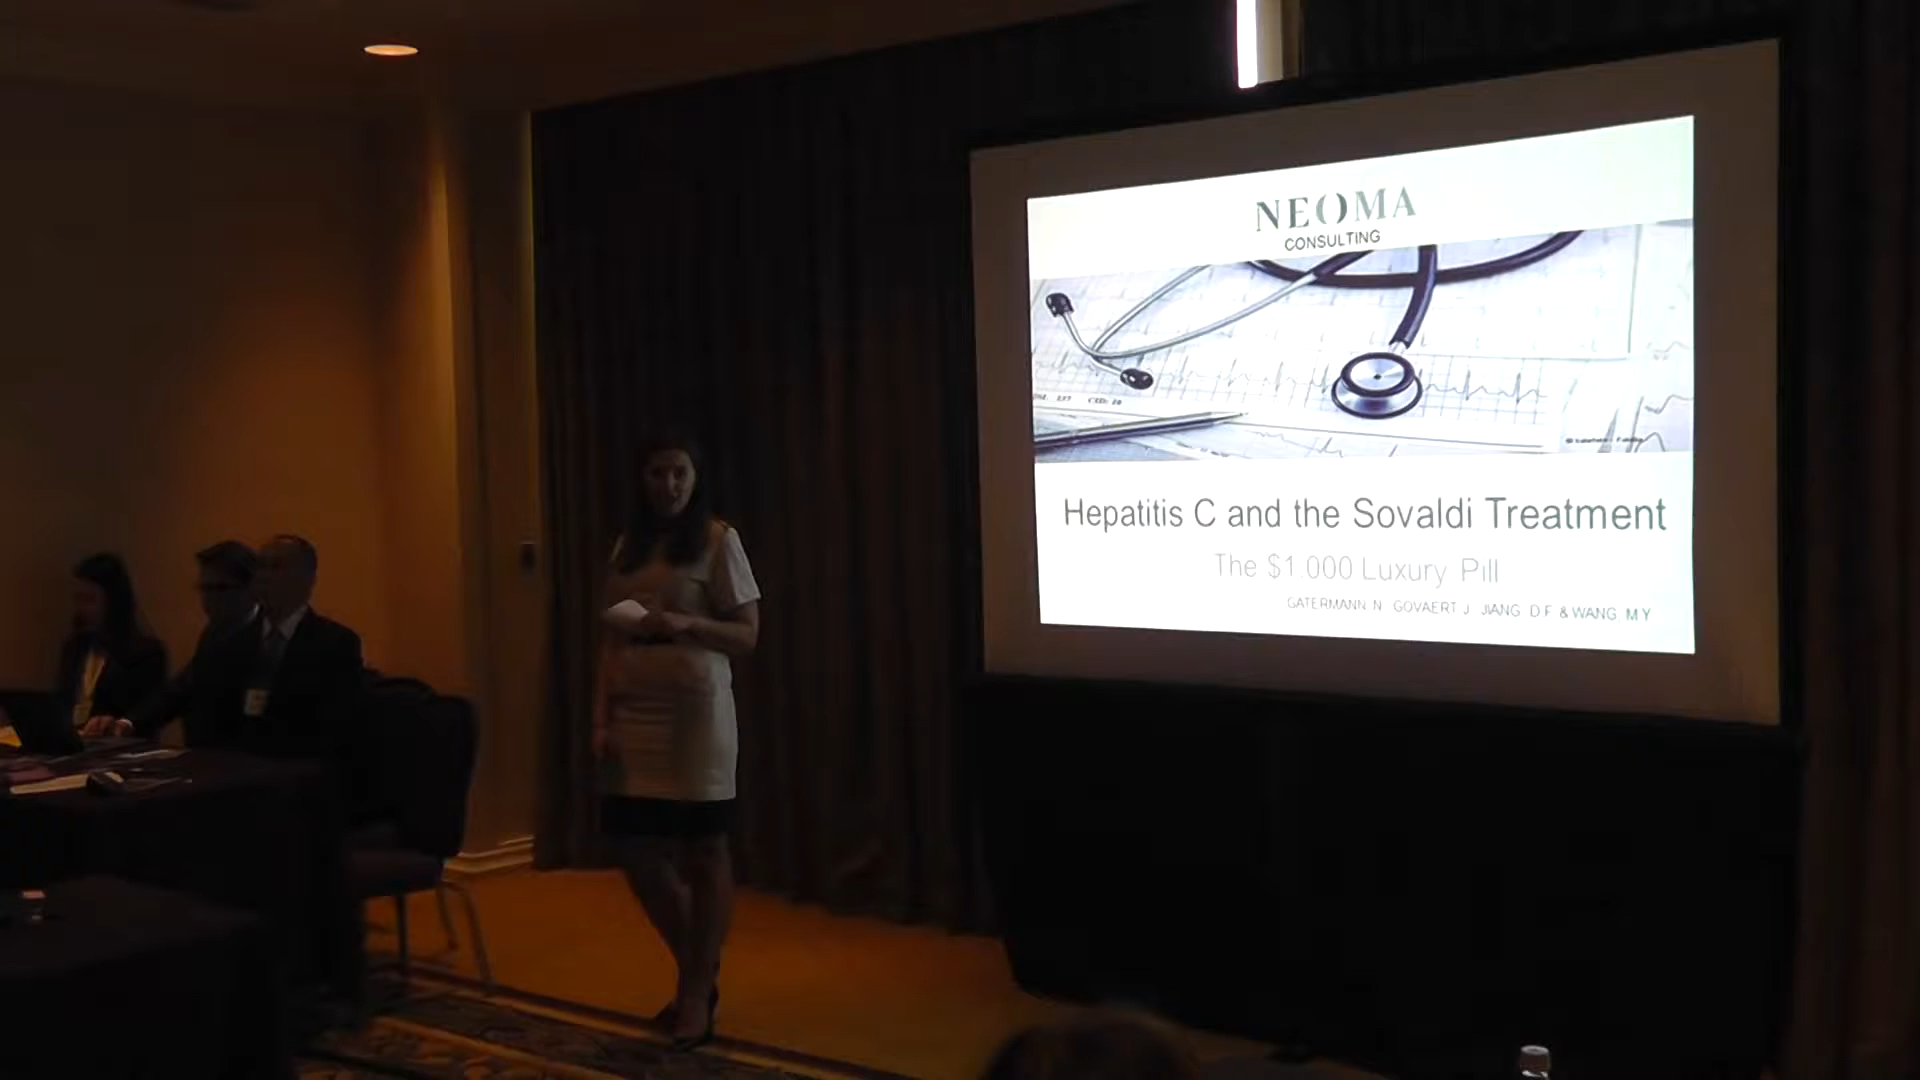 NEOMA
CONSULTING
Hepatitis C and the Sovaldi Treatment
The $1.000 Luxury Pill
GATERMANN N. GOVAERT J. JIANG D.F. & WANG M.Y